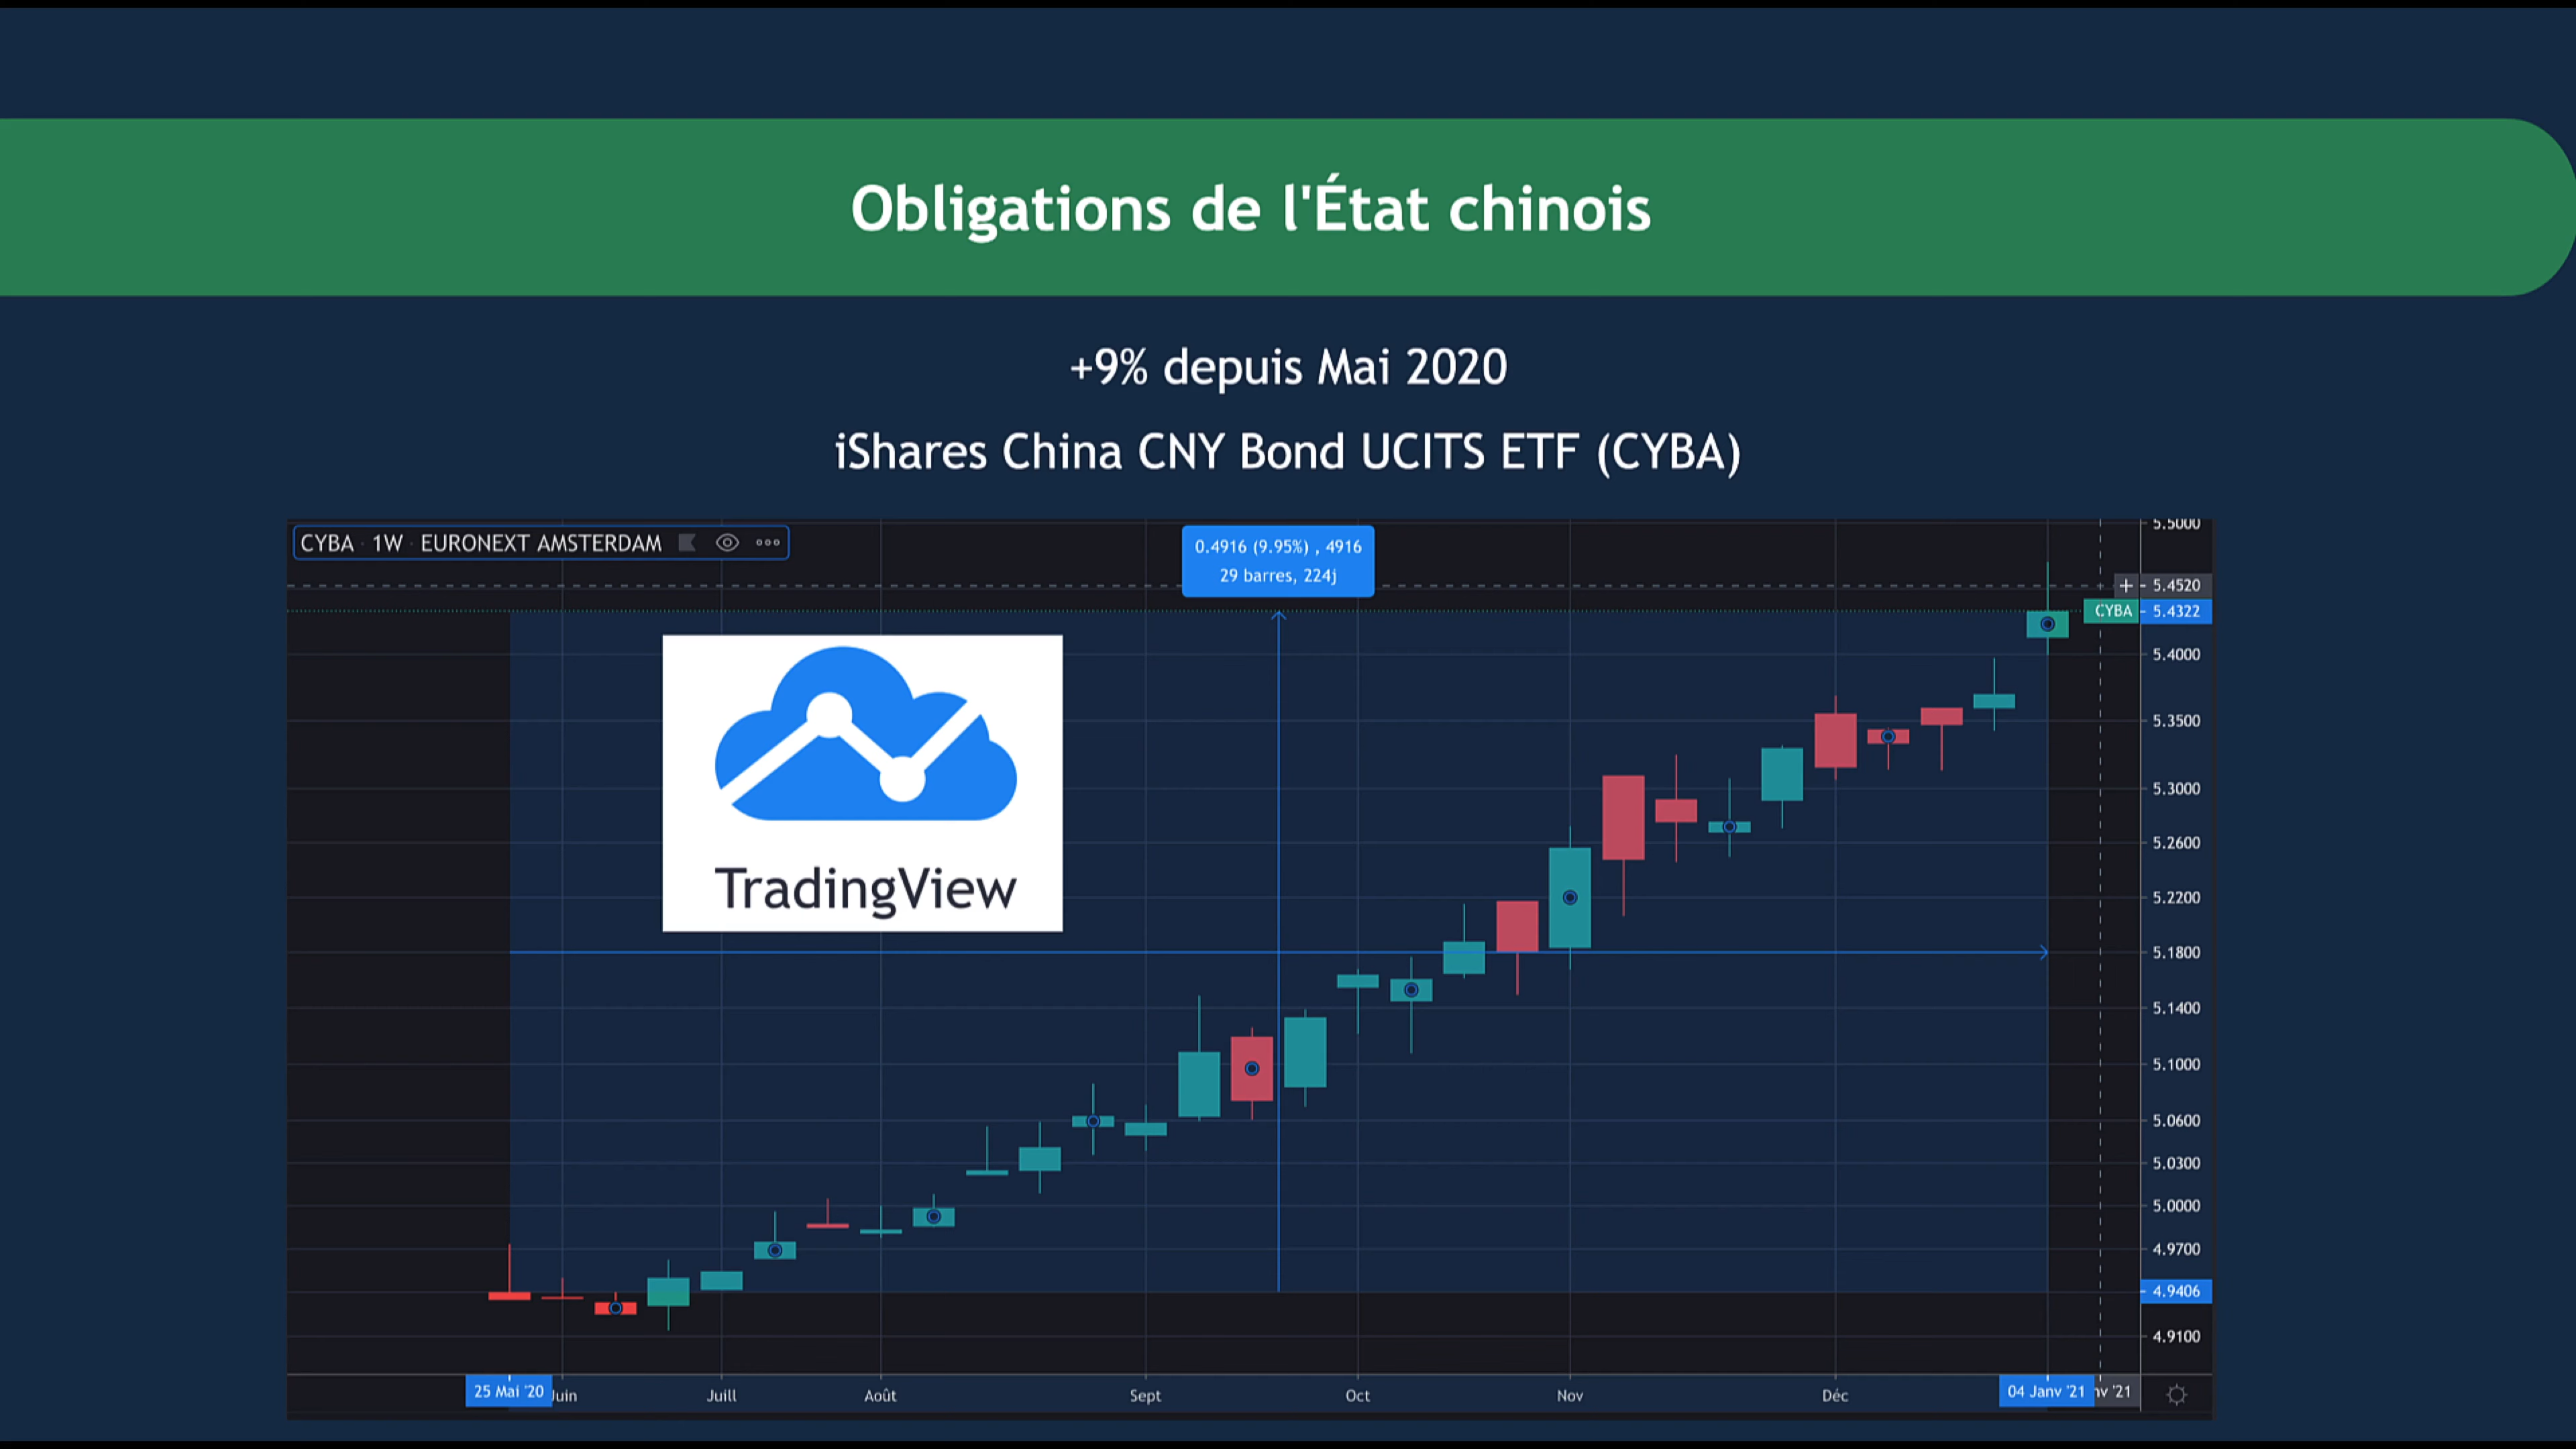 Obligations de l'État chinois
+9% depuis Mai 2020
iShares China CNY Bond UCITS ETF (CYBA)
CYBA · 1W · EURONEXT AMSTERDAM
0.4916 (9.95%) , 4916
29 barres, 224j
TradingView
5.5000
5.4520
CYBA
5.4322
5.4000
5.3500
5.3000
5.2600
5.2200
5.1800
5.1400
5.1000
5.0600
5.0300
5.0000
4.9700
4.9406
4.9100
25 Mai '20
Juin
Juill
Août
Sept
Oct
Nov
Déc
04 Janv '21
'21